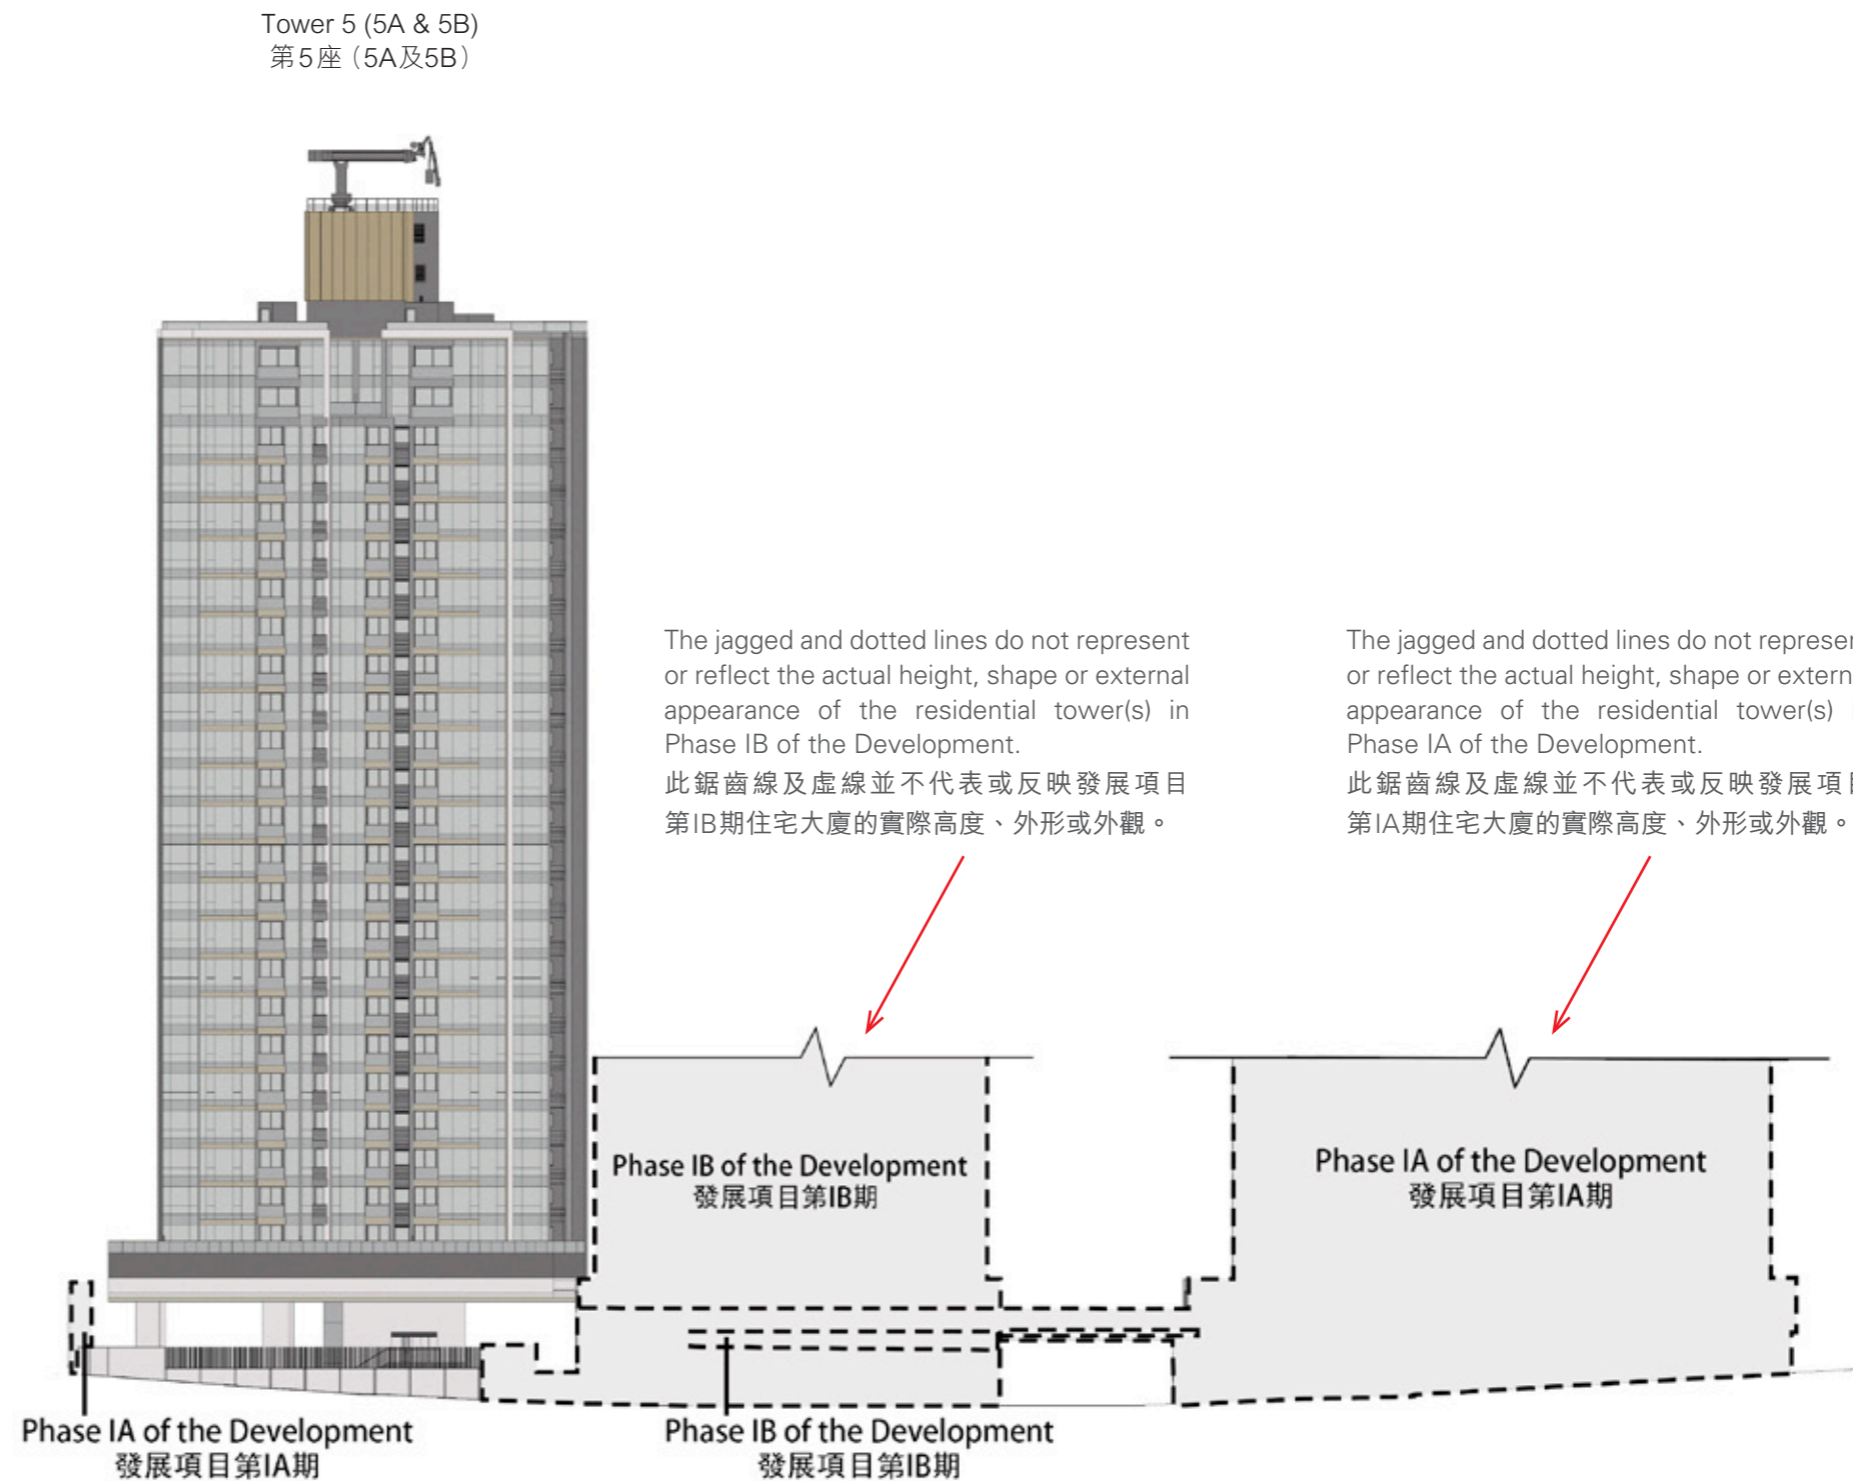 Tower 5 (5A & 5B)
第5座（5A及5B）
The jagged and dotted lines do not represent
or reflect the actual height, shape or external
appearance of the residential tower(s) in
Phase IB of the Development.
此鋸齒線及虛線並不代表或反映發展項目
第IB期住宅大廈的實際高度、外形或外觀。
The jagged and dotted lines do not
or reflect the actual height, shape or
appearance of the residential tower(s)
Phase IA of the Development.
此鋸齒線及虛線並不代表或反映發展項
第IA期住宅大廈的實際高度、外形或外觀。
Phase IB of the Development
發展項目第IB期
Phase IA of the Development
發展項目第IA期
Phase IA of the Development
發展項目第IA期
Phase IB of the Development
發展項目第IB期